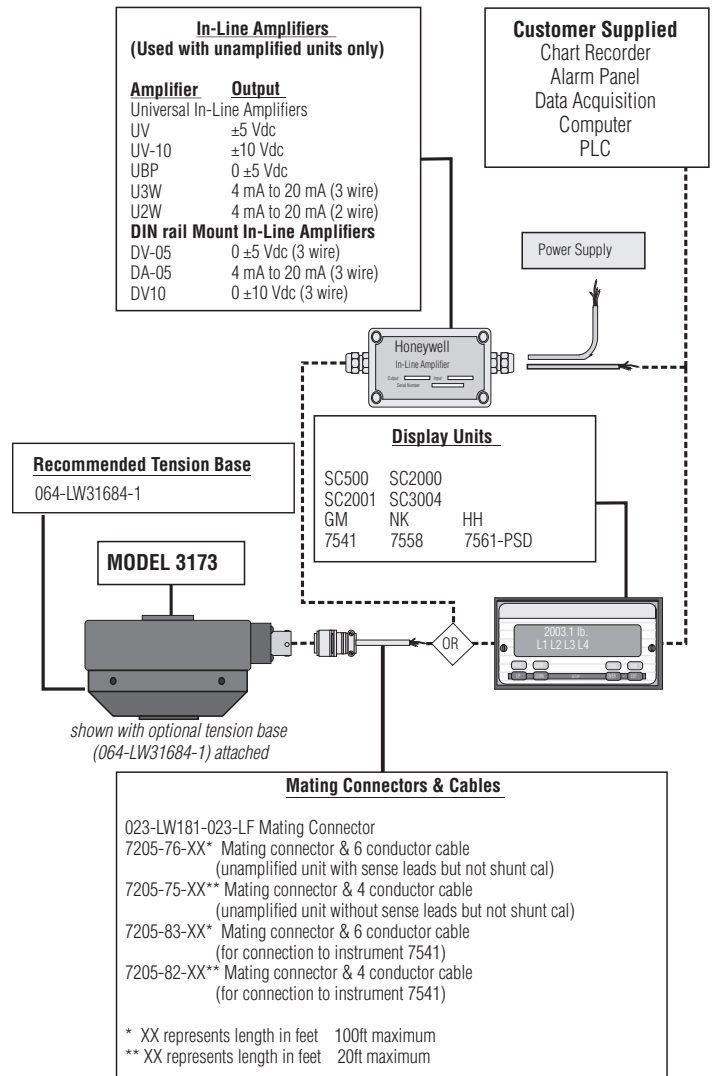 In-Line Amplifiers
(Used with unamplified units only)
Amplifier Output
Universal In-Line Amplifiers
UV ±5 Vdc
UV-10 ±10 Vdc
UBP 0 ±5 Vdc
U3W 4 mA to 20 mA (3 wire)
U2W 4 mA to 20 mA (2 wire)
DIN rail Mount In-Line Amplifiers
DV-05 0 ±5 Vdc (3 wire)
DA-05 4 mA to 20 mA (3 wire)
DV10 0 ±10 Vdc (3 wire)
Customer Supplied
Chart Recorder
Alarm Panel
Data Acquisition
Computer
PLC
Power Supply
Honeywell
In-Line Amplifier
Output Input
Serial Number
Display Units
SC500 SC2000
SC2001 SC3004
GM NK HH
7541 7558 7561-PSD
Recommended Tension Base
064-LW31684-1
MODEL 3173
OR
2003.1 lb.
L1 L2 L3 L4
shown with optional tension base
(064-LW31684-1) attached
Mating Connectors & Cables
023-LW181-023-LF Mating Connector
7205-76-XX* Mating connector & 6 conductor cable
(unamplified unit with sense leads but not shunt cal)
7205-75-XX** Mating connector & 4 conductor cable
(unamplified unit without sense leads but not shunt cal)
7205-83-XX* Mating connector & 6 conductor cable
(for connection to instrument 7541)
7205-82-XX** Mating connector & 4 conductor cable
(for connection to instrument 7541)
* XX represents length in feet 100ft maximum
** XX represents length in feet 20ft maximum